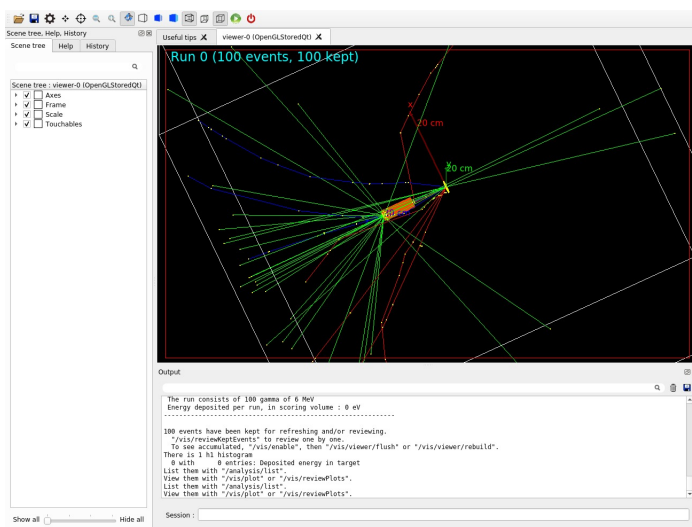 Scene tree, Help, History
Scene tree
Help
History
Scene tree : viewer-0 (OpenGLStoredQt)
Axes
Frame
Scale
Touchables
Show all
Hide all
Useful tips
viewer-0 (OpenGLStoredQt)
Run 0 (100 events, 100 kept)
x
20 cm
y
20 cm
Output
The run consists of 100 gamma of 6 MeV
Energy deposited per run, in scoring volume : 0 eV
------------------------------------------------------------
100 events have been kept for refreshing and/or reviewing.
"/vis/reviewKeptEvents" to review one by one.
To see accumulated, "/vis/enable", then "/vis/viewer/flush" or "/vis/viewer/rebuild".
There is 1 h1 histogram
0 with 0 entries: Deposited energy in target
List them with "/analysis/list".
View them with "/vis/plot" or "/vis/reviewPlots".
List them with "/analysis/list".
View them with "/vis/plot" or "/vis/reviewPlots".
Session :